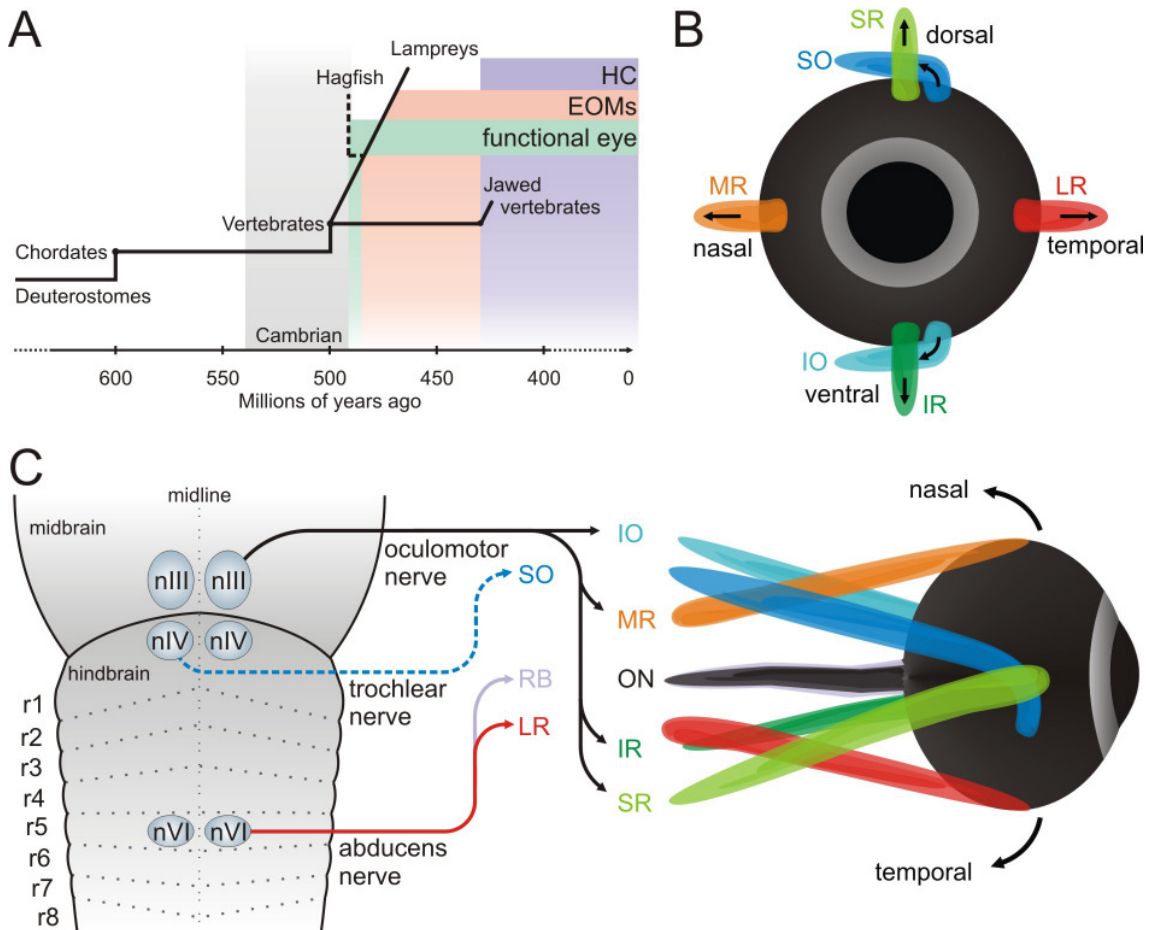 A
Lampreys
Hagfish
HC
EOMs
functional eye
Jawed
vertebrates
Vertebrates
Chordates
Deuterostomes
Cambrian
600 550 500 450 400 0
Millions of years ago
B
SR
dorsal
SO
MR
LR
nasal
temporal
IO
ventral
IR
C
midline
midbrain
nIII nIII
oculomotor
nerve
nIV nIV
hindbrain
trochlear
nerve
r1
r2
r3
r4
r5
r6
r7
r8
nVI nVI
abducens
nerve
IO
SO
MR
RB
ON
LR
IR
SR
nasal
temporal